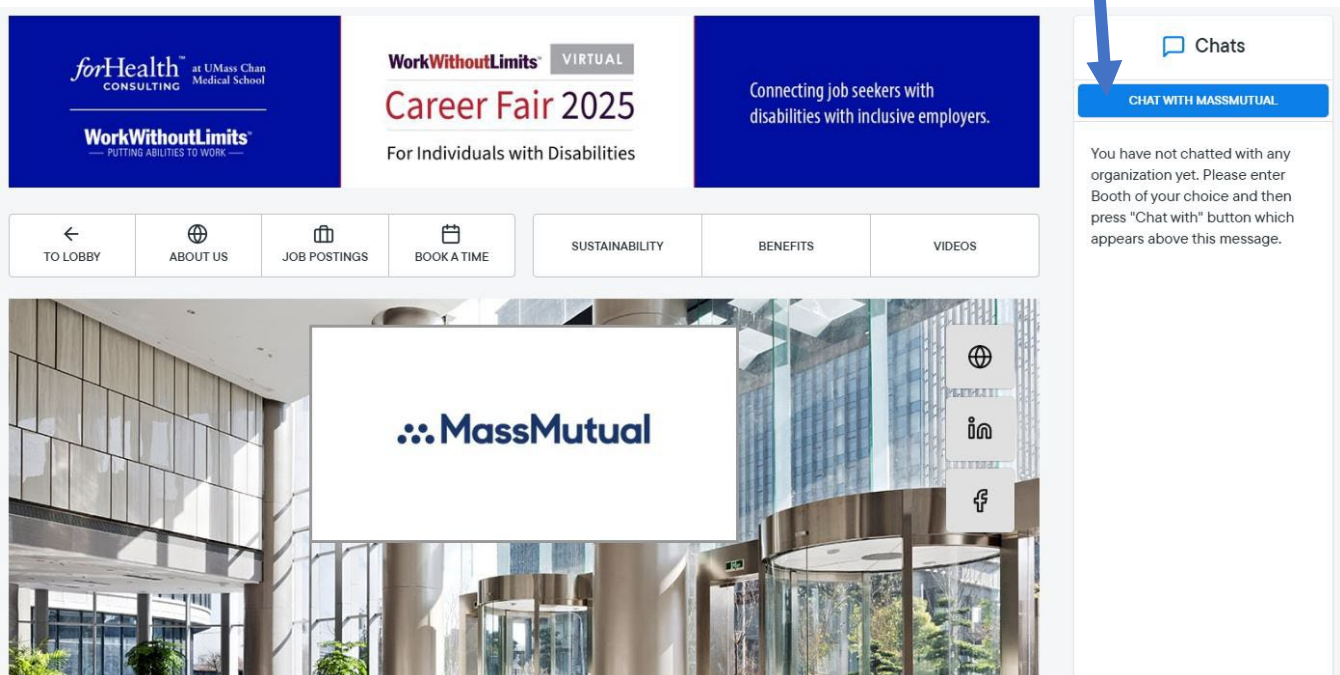 forHealth™ at UMass Chan
CONSULTING Medical School
WorkWithoutLimits®
— PUTTING ABILITIES TO WORK —
WorkWithoutLimits® VIRTUAL
Career Fair 2025
For Individuals with Disabilities
Connecting job seekers with
disabilities with inclusive employers.
Chats
CHAT WITH MASSMUTUAL
You have not chatted with any
organization yet. Please enter
Booth of your choice and then
press "Chat with" button which
appears above this message.
TO LOBBY
ABOUT US
JOB POSTINGS
BOOK A TIME
SUSTAINABILITY
BENEFITS
VIDEOS
MassMutual
in
f